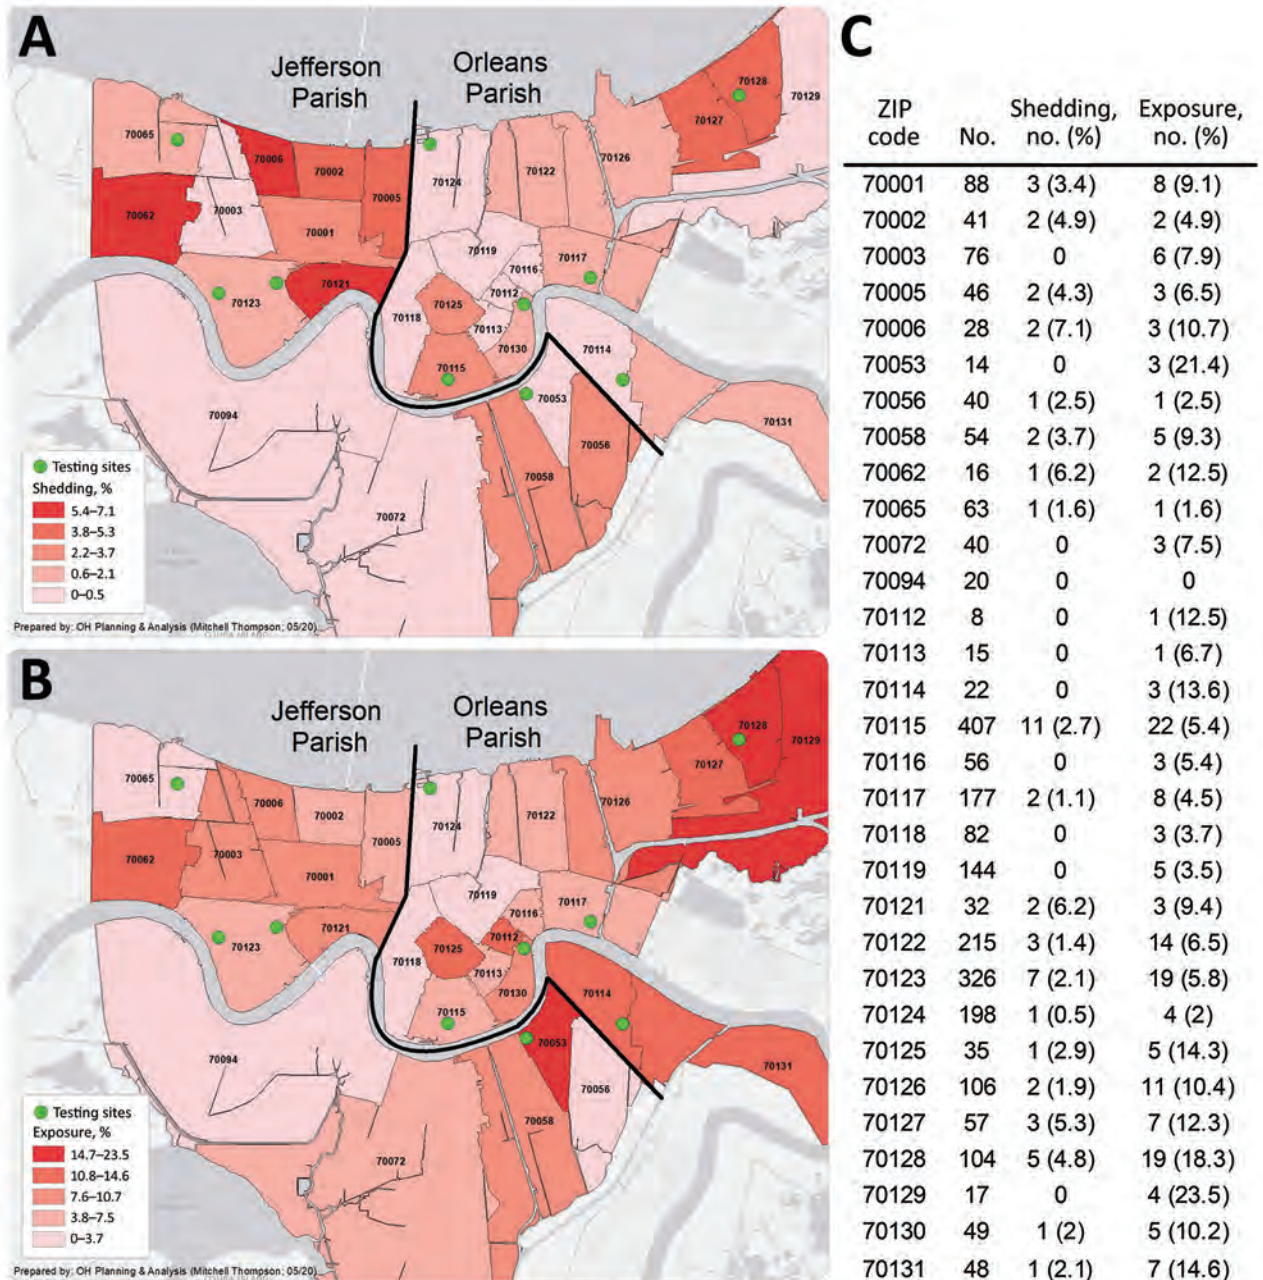 A
Jefferson
Parish
Orleans
Parish
70065
70062
70003
70006
70002
70005
70001
70121
70123
70124
70122
70126
70127
70128
70129
70119
70116
70117
70112
70125
70118
70113
70130
70115
70114
70053
70056
70131
70058
70094
70072
Testing sites
Shedding, %
5.4–7.1
3.8–5.3
2.2–3.7
0.6–2.1
0–0.5
Prepared by: OH Planning & Analysis (Mitchell Thompson; 05/20)
B
Jefferson
Parish
Orleans
Parish
70065
70062
70003
70006
70002
70005
70001
70121
70123
70124
70122
70126
70127
70128
70129
70119
70116
70117
70112
70125
70118
70113
70130
70115
70114
70053
70056
70131
70058
70094
70072
Testing sites
Exposure, %
14.7–23.5
10.8–14.6
7.6–10.7
3.8–7.5
0–3.7
Prepared by: OH Planning & Analysis (Mitchell Thompson; 05/20)
C
ZIP code No. Shedding, no. (%) Exposure, no. (%)
70001 88 3 (3.4) 8 (9.1)
70002 41 2 (4.9) 2 (4.9)
70003 76 0 6 (7.9)
70005 46 2 (4.3) 3 (6.5)
70006 28 2 (7.1) 3 (10.7)
70053 14 0 3 (21.4)
70056 40 1 (2.5) 1 (2.5)
70058 54 2 (3.7) 5 (9.3)
70062 16 1 (6.2) 2 (12.5)
70065 63 1 (1.6) 1 (1.6)
70072 40 0 3 (7.5)
70094 20 0 0
70112 8 0 1 (12.5)
70113 15 0 1 (6.7)
70114 22 0 3 (13.6)
70115 407 11 (2.7) 22 (5.4)
70116 56 0 3 (5.4)
70117 177 2 (1.1) 8 (4.5)
70118 82 0 3 (3.7)
70119 144 0 5 (3.5)
70121 32 2 (6.2) 3 (9.4)
70122 215 3 (1.4) 14 (6.5)
70123 326 7 (2.1) 19 (5.8)
70124 198 1 (0.5) 4 (2)
70125 35 1 (2.9) 5 (14.3)
70126 106 2 (1.9) 11 (10.4)
70127 57 3 (5.3) 7 (12.3)
70128 104 5 (4.8) 19 (18.3)
70129 17 0 4 (23.5)
70130 49 1 (2) 5 (10.2)
70131 48 1 (2.1) 7 (14.6)